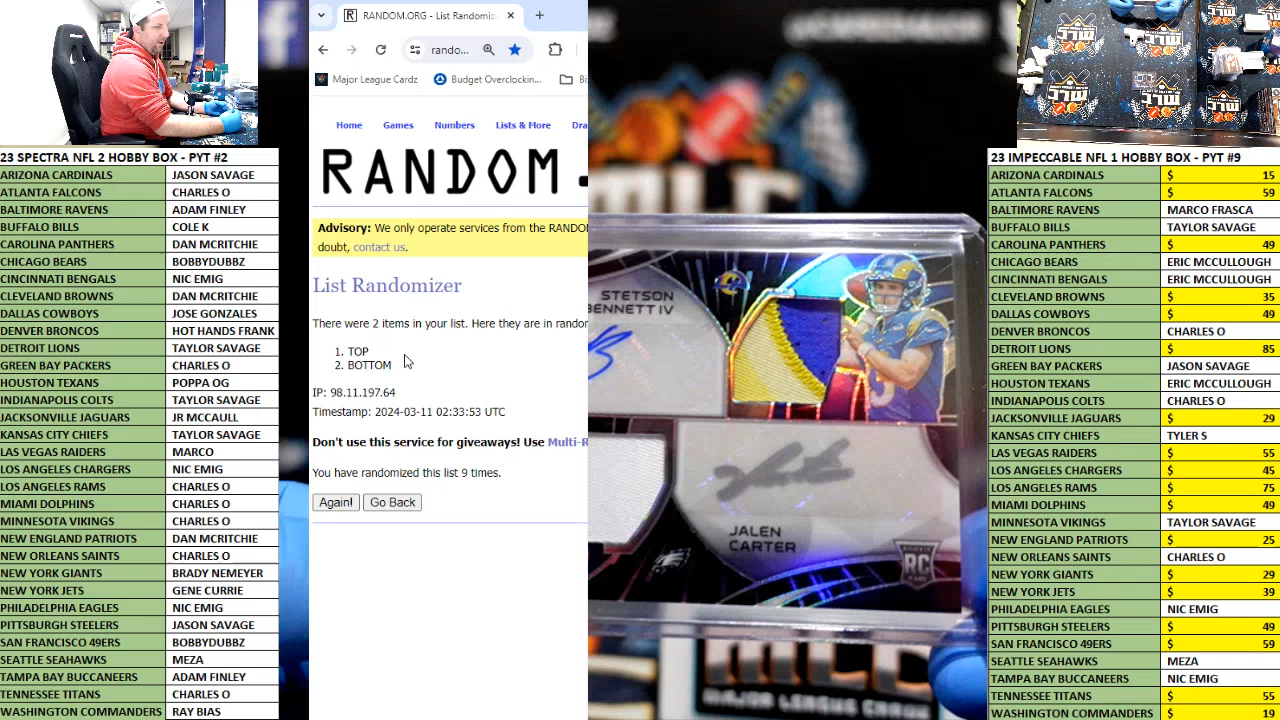 23 SPECTRA NFL 2 HOBBY BOX - PYT #2
ARIZONA CARDINALS JASON SAVAGE
ATLANTA FALCONS CHARLES O
BALTIMORE RAVENS ADAM FINLEY
BUFFALO BILLS COLE K
CAROLINA PANTHERS DAN MCRITCHIE
CHICAGO BEARS BOBBYDUBBZ
CINCINNATI BENGALS NIC EMIG
CLEVELAND BROWNS DAN MCRITCHIE
DALLAS COWBOYS JOSE GONZALES
DENVER BRONCOS HOT HANDS FRANK
DETROIT LIONS TAYLOR SAVAGE
GREEN BAY PACKERS CHARLES O
HOUSTON TEXANS POPPA OG
INDIANAPOLIS COLTS TAYLOR SAVAGE
JACKSONVILLE JAGUARS JR MCCAULL
KANSAS CITY CHIEFS TAYLOR SAVAGE
LAS VEGAS RAIDERS MARCO
LOS ANGELES CHARGERS NIC EMIG
LOS ANGELES RAMS CHARLES O
MIAMI DOLPHINS CHARLES O
MINNESOTA VIKINGS CHARLES O
NEW ENGLAND PATRIOTS DAN MCRITCHIE
NEW ORLEANS SAINTS CHARLES O
NEW YORK GIANTS BRADY NEMEYER
NEW YORK JETS GENE CURRIE
PHILADELPHIA EAGLES NIC EMIG
PITTSBURGH STEELERS JASON SAVAGE
SAN FRANCISCO 49ERS BOBBYDUBBZ
SEATTLE SEAHAWKS MEZA
TAMPA BAY BUCCANEERS ADAM FINLEY
TENNESSEE TITANS CHARLES O
WASHINGTON COMMANDERS RAY BIAS
RANDOM.ORG - List Randomize
rando...
Major League Cardz Budget Overclockin...
Home Games Numbers Lists & More Dra
RANDOM.
Advisory: We only operate services from the RANDO
doubt, contact us.
List Randomizer
There were 2 items in your list. Here they are in random
1. TOP
2. BOTTOM
IP: 98.11.197.64
Timestamp: 2024-03-11 02:33:53 UTC
Don't use this service for giveaways! Use Multi-R
You have randomized this list 9 times.
Again! Go Back
STETSON
BENNETT IV
JALEN
CARTER
ROOKIE
RC
MAJOR LEAGUE CARDZ
23 IMPECCABLE NFL 1 HOBBY BOX - PYT #9
ARIZONA CARDINALS $ 15
ATLANTA FALCONS $ 59
BALTIMORE RAVENS MARCO FRASCA
BUFFALO BILLS TAYLOR SAVAGE
CAROLINA PANTHERS $ 49
CHICAGO BEARS ERIC MCCULLOUGH
CINCINNATI BENGALS ERIC MCCULLOUGH
CLEVELAND BROWNS $ 35
DALLAS COWBOYS $ 49
DENVER BRONCOS CHARLES O
DETROIT LIONS $ 85
GREEN BAY PACKERS JASON SAVAGE
HOUSTON TEXANS ERIC MCCULLOUGH
INDIANAPOLIS COLTS CHARLES O
JACKSONVILLE JAGUARS $ 29
KANSAS CITY CHIEFS TYLER S
LAS VEGAS RAIDERS $ 55
LOS ANGELES CHARGERS $ 45
LOS ANGELES RAMS $ 75
MIAMI DOLPHINS $ 49
MINNESOTA VIKINGS TAYLOR SAVAGE
NEW ENGLAND PATRIOTS $ 25
NEW ORLEANS SAINTS CHARLES O
NEW YORK GIANTS $ 29
NEW YORK JETS $ 39
PHILADELPHIA EAGLES NIC EMIG
PITTSBURGH STEELERS $ 49
SAN FRANCISCO 49ERS $ 59
SEATTLE SEAHAWKS MEZA
TAMPA BAY BUCCANEERS NIC EMIG
TENNESSEE TITANS $ 55
WASHINGTON COMMANDERS $ 19